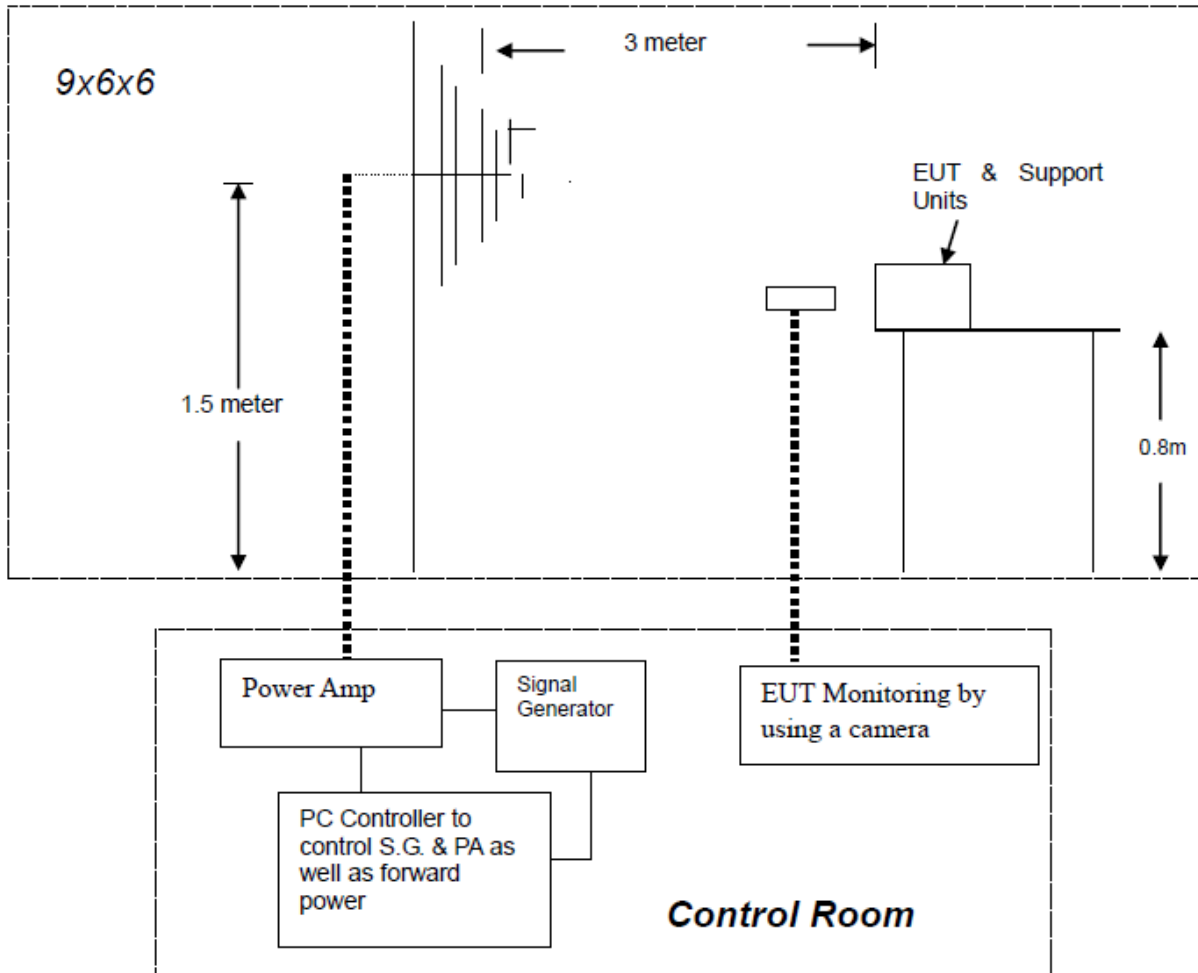 3 meter
9x6x6
EUT & Support
Units
1.5 meter
0.8m
Power Amp
Signal
Generator
EUT Monitoring by
using a camera
PC Controller to
control S.G. & PA as
well as forward
power
Control Room